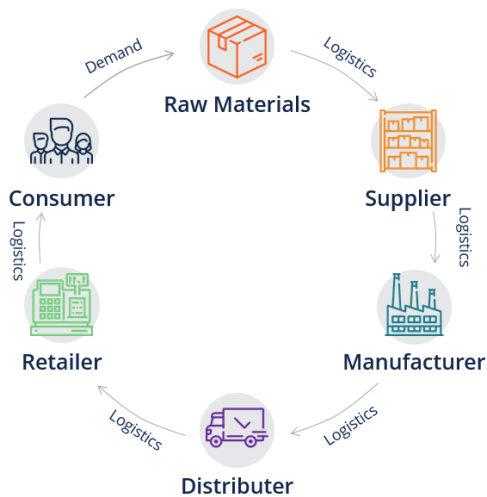 Demand
Logistics
Raw Materials
Consumer
Supplier
Logistics
Logistics
Retailer
Manufacturer
Logistics
Logistics
Distributer